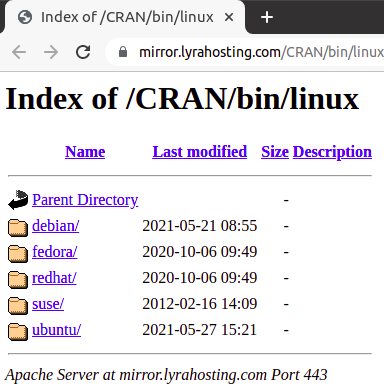 Index of /CRAN/bin/linux
mirror.lyrahosting.com/CRAN/bin/linux
Index of /CRAN/bin/linux
Name Last modified Size Description
Parent Directory -
debian/ 2021-05-21 08:55 -
fedora/ 2020-10-06 09:49 -
redhat/ 2020-10-06 09:49 -
suse/ 2012-02-16 14:09 -
ubuntu/ 2021-05-27 15:21 -
Apache Server at mirror.lyrahosting.com Port 443